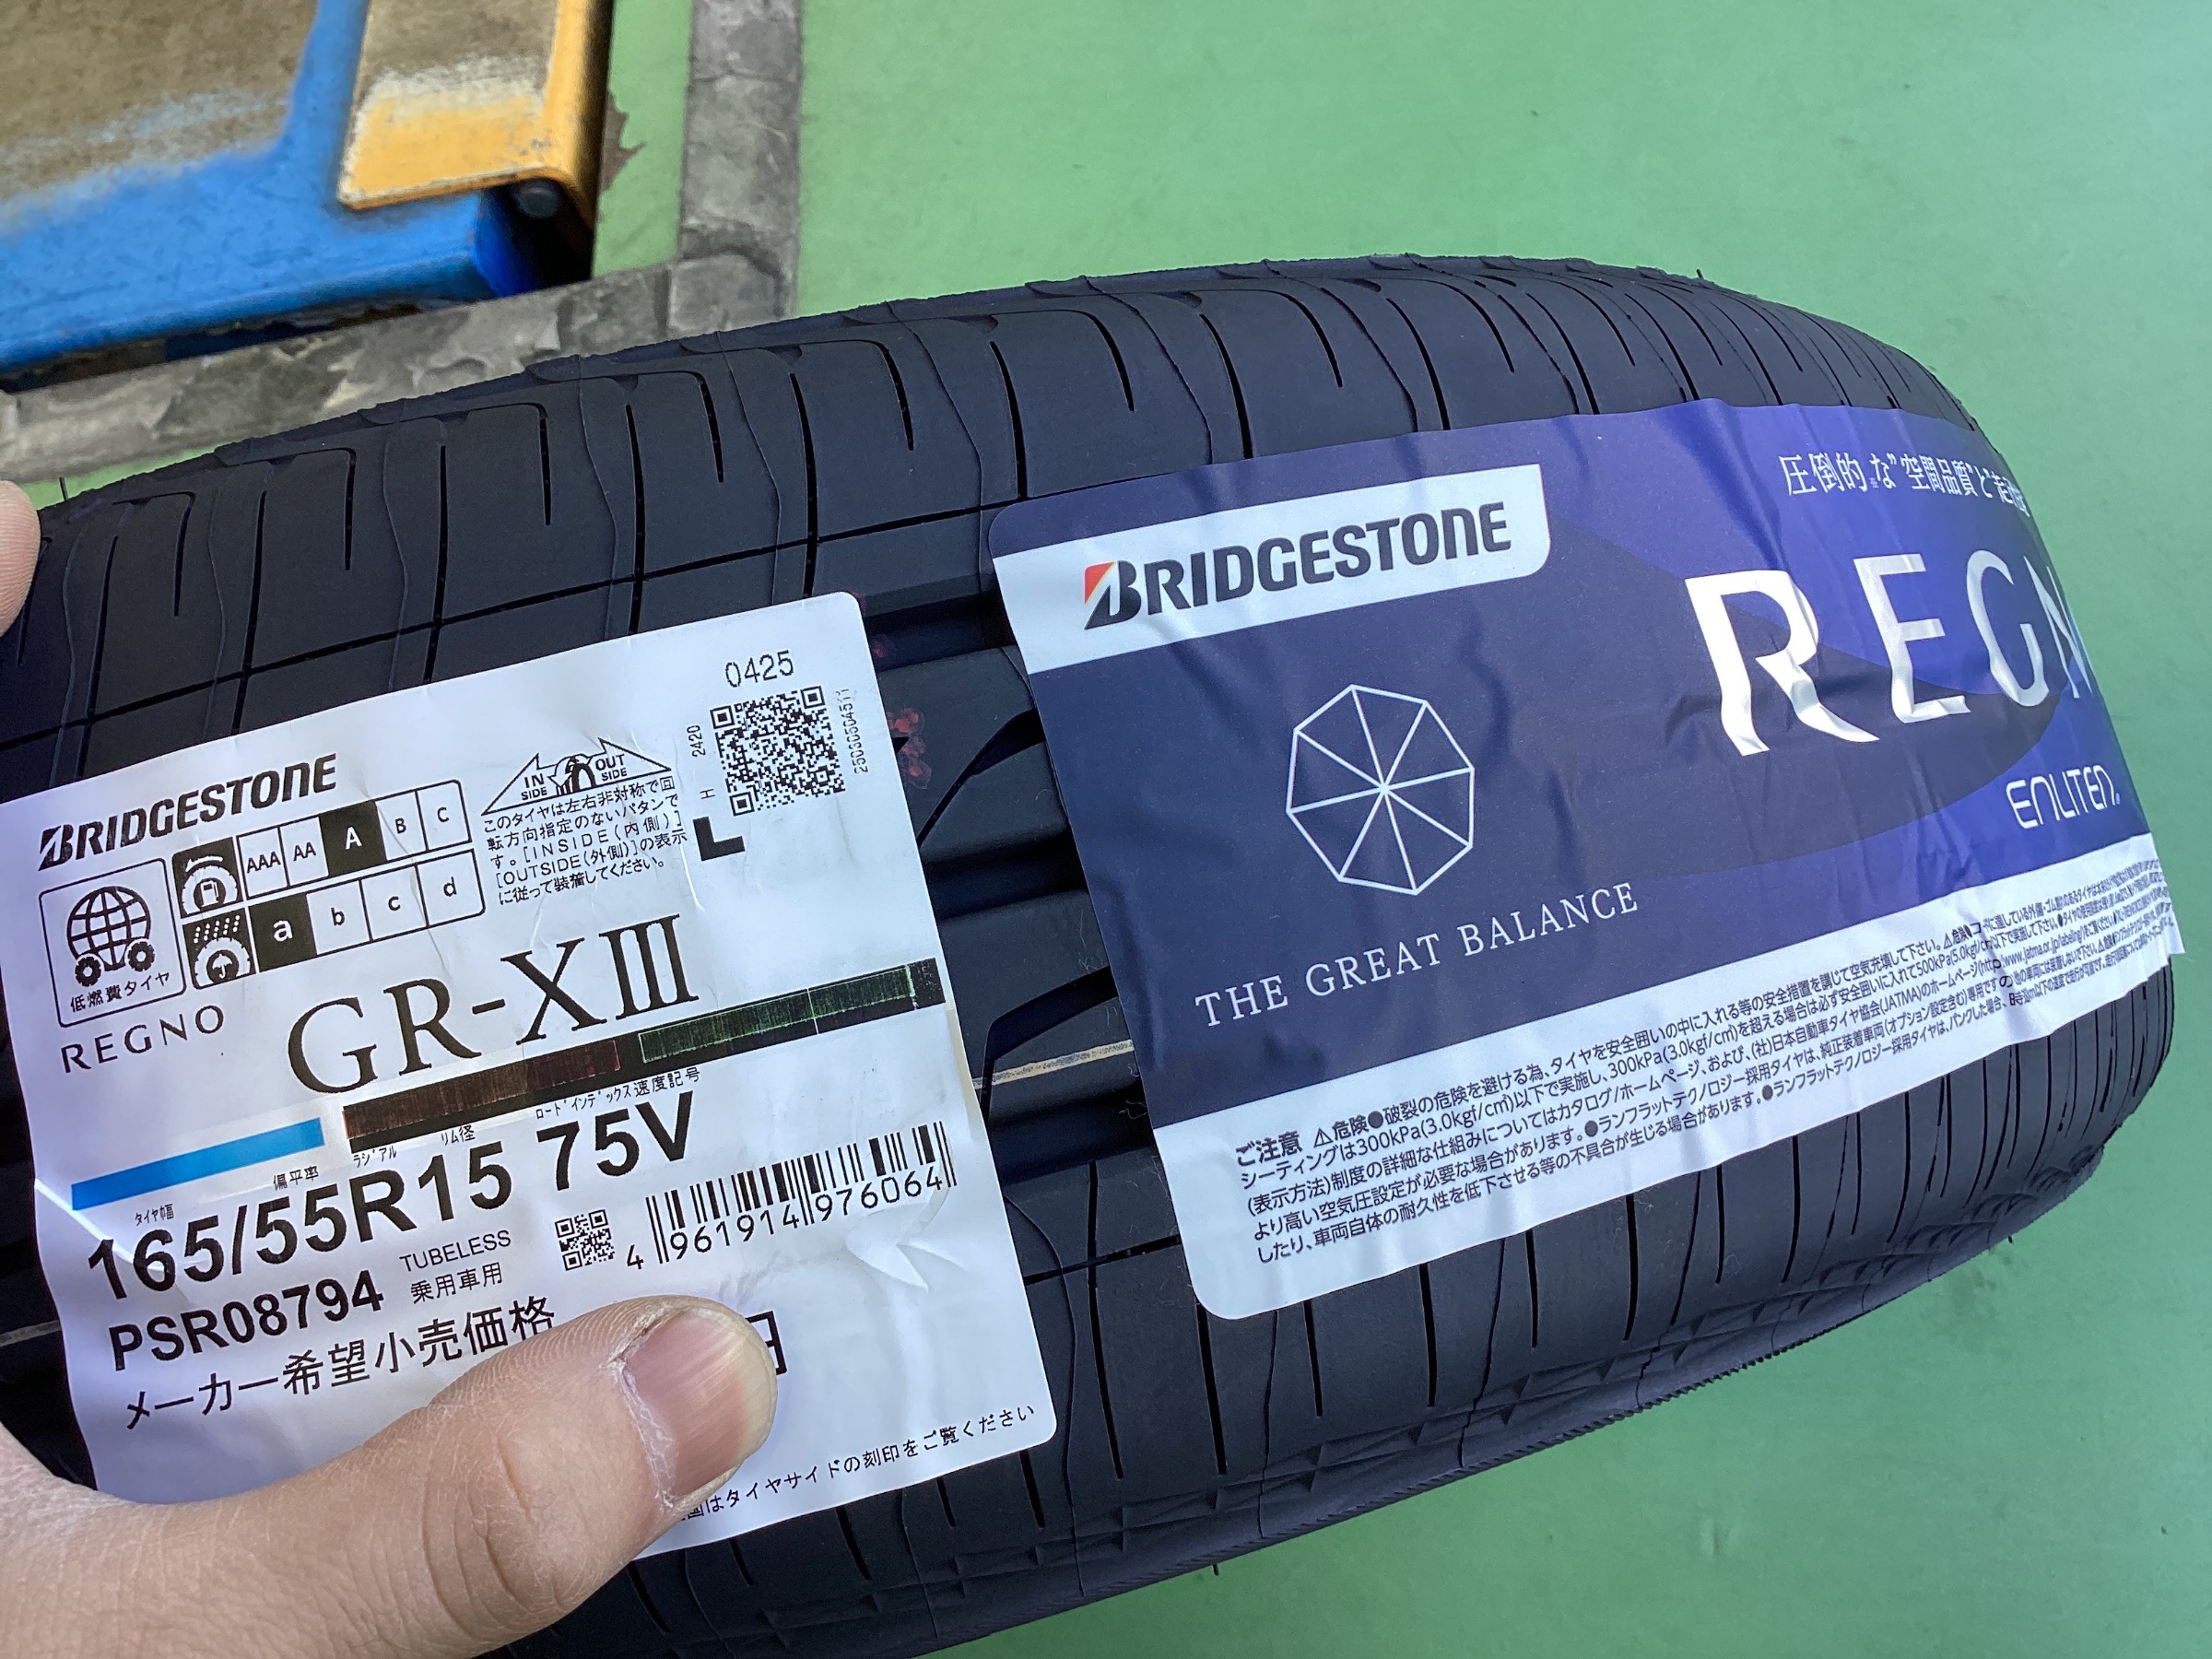 0425
2420
エ
L
BRIDGESTONE
AAA AA A B C
a b c d
低燃費タイヤ
IN SIDE
OUT SIDE
このタイヤは左右非対称で回
転方向指定のないパタンで
す。[INSIDE(内側)]
[OUTSIDE(外側)]の表示
に従って装着してください。
REGNO
GR-XIII
タイヤ幅
偏平率
ラジアル
リム径
ロードインデックス速度記号
165/55R15 75V
PSR08794
TUBELESS
乗用車用
4 961914 976064
メーカー希望小売価格
円
はタイヤサイドの刻印をご覧ください
BRIDGESTONE
圧倒的な"空間品質"と
REGN
ENLITEN
THE GREAT BALANCE
ご注意 ⚠危険●破裂の危険を避ける為、タイヤを安全囲いの中に入れる等の安全措置を講じて空気充填して下さい。
シーティングは300kPa(3.0kgf/cm)以下で実施し、300kPa(3.0kgf/cm)を超える場合は必ず安全囲いに入れて500kPa(5.0kgf/cm)以下で実施して下さい。
(表示方法)制度の詳細な仕組みについてはカタログ/ホームページ、および、(社)日本自動車タイヤ協会(JATMA)のホームページ
より高い空気圧設定が必要な場合があります。●ランフラットテクノロジー採用タイヤは、純正装着車両(オプション設定含む)専用です
したり、車両自体の耐久性を低下させる等の不具合が生じる場合があります。●ランフラットテクノロジー採用タイヤは、パンクした場合、